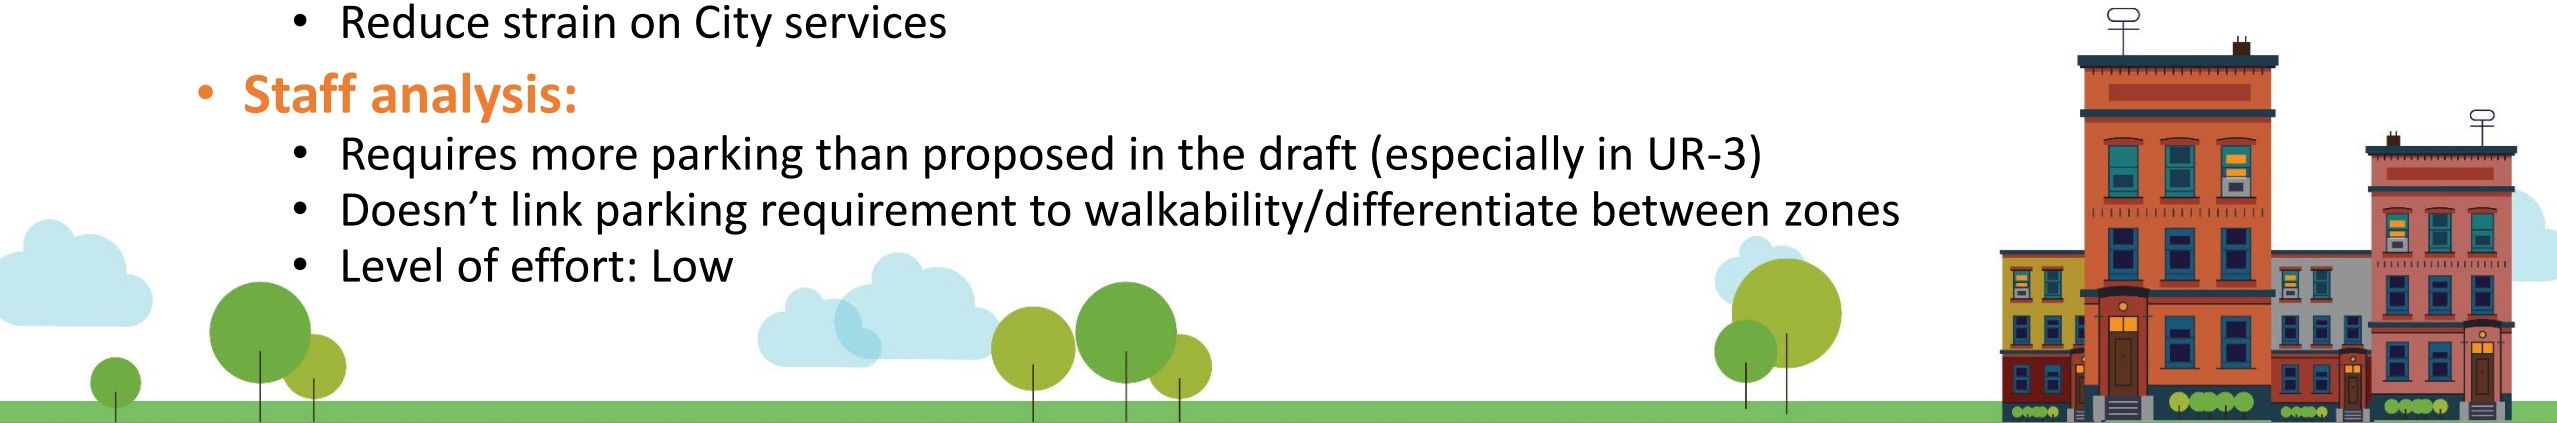 • Reduce strain on City services
• Staff analysis:
• Requires more parking than proposed in the draft (especially in UR-3)
• Doesn’t link parking requirement to walkability/differentiate between zones
• Level of effort: Low